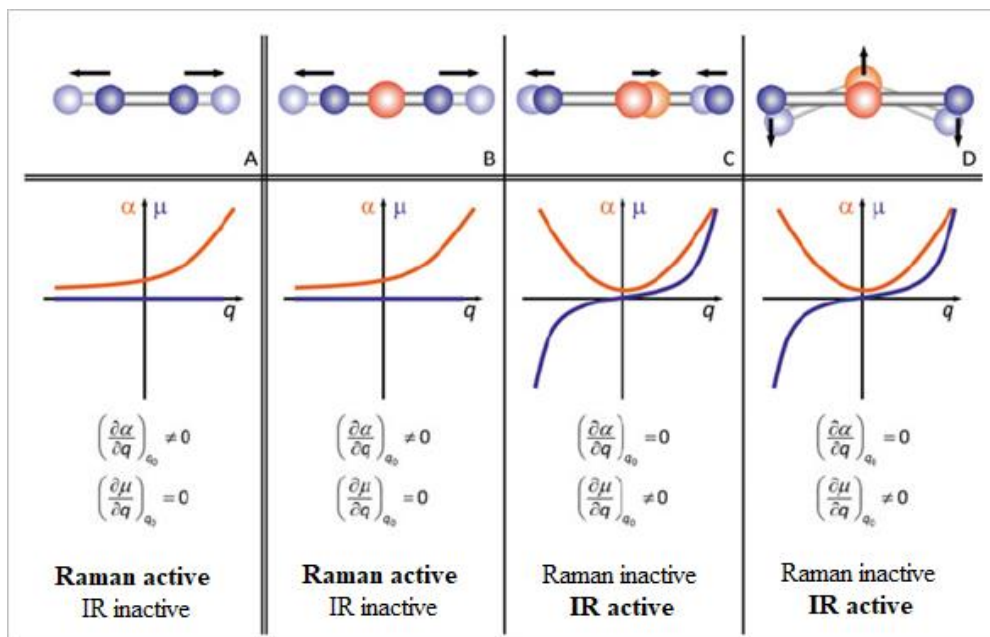 A
B
C
D
α μ
q
α μ
q
α μ
q
α μ
q
(∂α/∂q)q₀ ≠ 0
(∂μ/∂q)q₀ = 0
(∂α/∂q)q₀ ≠ 0
(∂μ/∂q)q₀ = 0
(∂α/∂q)q₀ = 0
(∂μ/∂q)q₀ ≠ 0
(∂α/∂q)q₀ = 0
(∂μ/∂q)q₀ ≠ 0
Raman active
IR inactive
Raman active
IR inactive
Raman inactive
IR active
Raman inactive
IR active